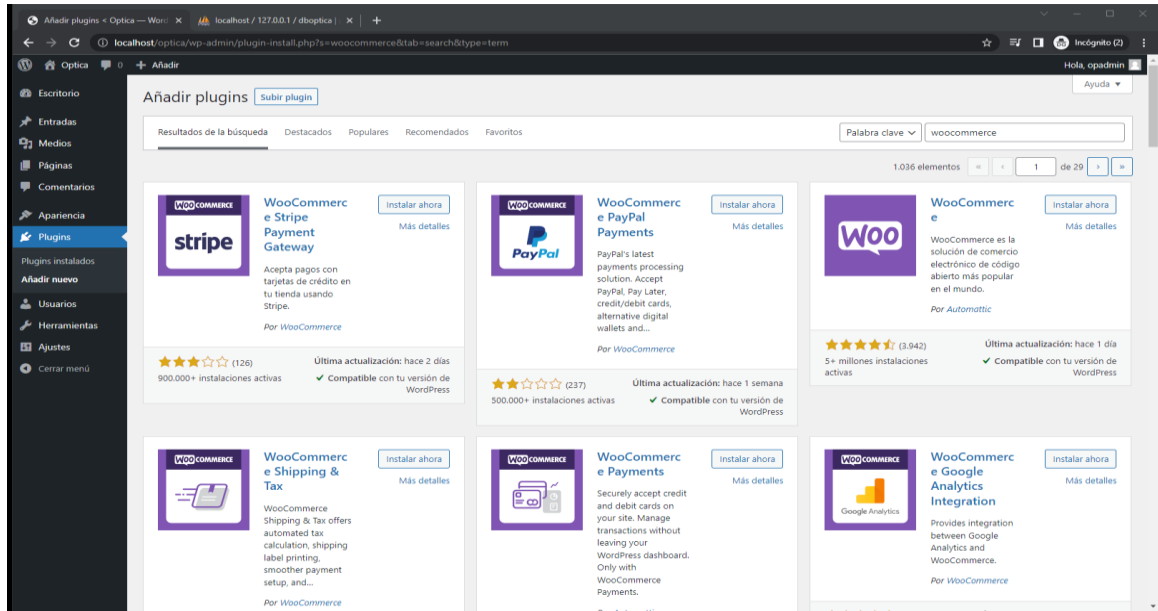 Añadir plugins < Optica — Word
localhost / 127.0.0.1 / dboptica |
localhost/optica/wp-admin/plugin-install.php?s=woocommerce&tab=search&type=term
Incógnito (2)
Optica
0
Añadir
Hola, opadmin
Escritorio
Entradas
Medios
Páginas
Comentarios
Apariencia
Plugins
Plugins instalados
Añadir nuevo
Usuarios
Herramientas
Ajustes
Cerrar menú
Ayuda
Añadir plugins
Subir plugin
Resultados de la búsqueda
Destacados
Populares
Recomendados
Favoritos
Palabra clave
woocommerce
1.036 elementos
«
‹
1
de 29
›
»
WOO COMMERCE
stripe
WooCommerc
e Stripe
Payment
Gateway
Instalar ahora
Más detalles
Acepta pagos con
tarjetas de crédito en
tu tienda usando
Stripe.
Por WooCommerce
(126)
900.000+ instalaciones activas
Última actualización: hace 2 días
Compatible con tu versión de
WordPress
WOO COMMERCE
PayPal
WooCommerc
e PayPal
Payments
Instalar ahora
Más detalles
PayPal's latest
payments processing
solution. Accept
PayPal, Pay Later,
credit/debit cards,
alternative digital
wallets and...
Por WooCommerce
(237)
500.000+ instalaciones activas
Última actualización: hace 1 semana
Compatible con tu versión de
WordPress
WOO
WooCommerc
e
Instalar ahora
Más detalles
WooCommerce es la
solución de comercio
electrónico de código
abierto más popular
en el mundo.
Por Automattic
(3.942)
5+ millones instalaciones
activas
Última actualización: hace 1 día
Compatible con tu versión de
WordPress
WOO COMMERCE
WooCommerc
e Shipping &
Tax
Instalar ahora
Más detalles
WooCommerce
Shipping & Tax offers
automated tax
calculation, shipping
label printing,
smoother payment
setup, and...
Por WooCommerce
WOO COMMERCE
WooCommerc
e Payments
Instalar ahora
Más detalles
Securely accept credit
and debit cards on
your site. Manage
transactions without
leaving your
WordPress dashboard.
Only with
WooCommerce
Payments.
WOO COMMERCE
Google Analytics
WooCommerc
e Google
Analytics
Integration
Instalar ahora
Más detalles
Provides integration
between Google
Analytics and
WooCommerce.
Por WooCommerce